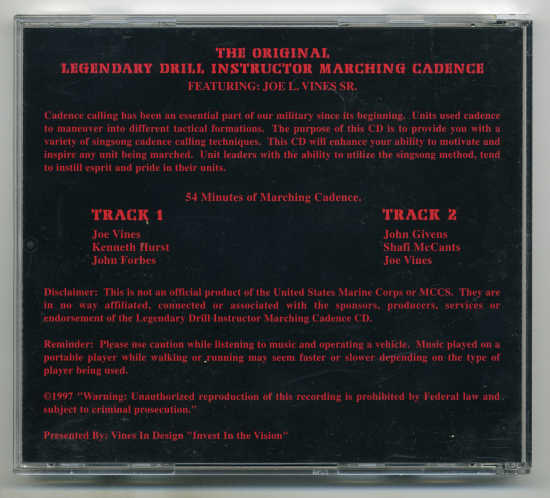 THE ORIGINAL
LEGENDARY DRILL INSTRUCTOR MARCHING CADENCE
FEATURING: JOE L. VINES SR.
Cadence calling has been an essential part of our military since its beginning. Units used cadence
to maneuver into different tactical formations. The purpose of this CD is to provide you with a
variety of singsong cadence calling techniques. This CD will enhance your ability to motivate and
inspire any unit being marched. Unit leaders with the ability to utilize the singsong method, tend
to instill esprit and pride in their units.
54 Minutes of Marching Cadence.
TRACK 1
Joe Vines
Kenneth Hurst
John Forbes
TRACK 2
John Givens
Shafi McCants
Joe Vines
Disclaimer: This is not an official product of the United States Marine Corps or MCCS. They are
in no way affiliated, connected or associated with the sponsors, producers, services or
endorsement of the Legendary Drill Instructor Marching Cadence CD.
Reminder: Please use caution while listening to music and operating a vehicle. Music played on a
portable player while walking or running may seem faster or slower depending on the type of
player being used.
©1997 "Warning: Unauthorized reproduction of this recording is prohibited by Federal law and
subject to criminal prosecution."
Presented By: Vines In Design "Invest In the Vision"